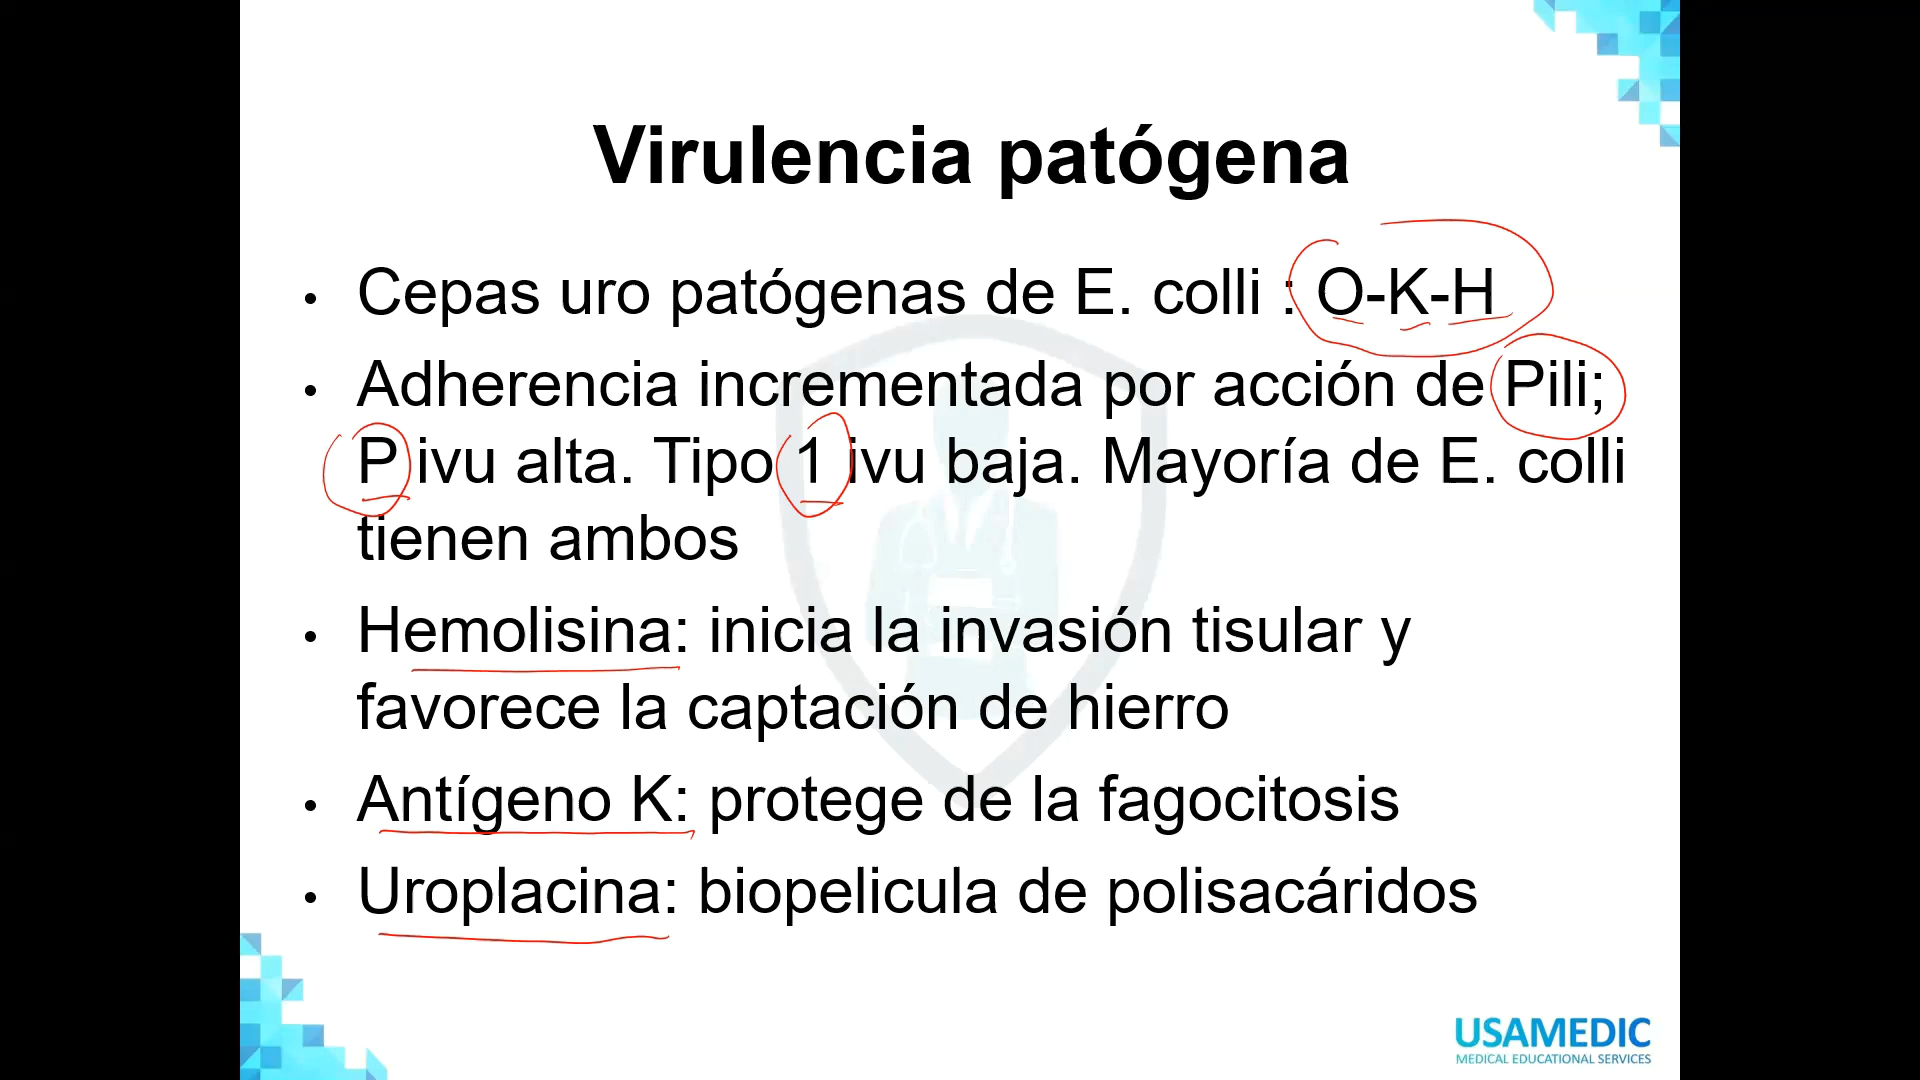 Virulencia patógena
• Cepas uro patógenas de E. colli : O-K-H
• Adherencia incrementada por acción de Pili;
P ivu alta. Tipo 1 ivu baja. Mayoría de E. colli
tienen ambos
• Hemolisina: inicia la invasión tisular y
favorece la captación de hierro
• Antígeno K: protege de la fagocitosis
• Uroplacina: biopelicula de polisacáridos
USAMEDIC
MEDICAL EDUCATIONAL SERVICES